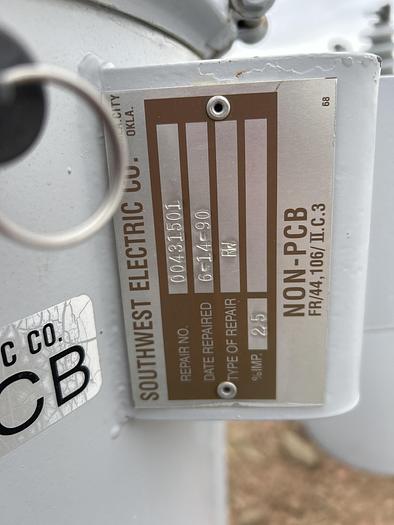 SOUTHWEST ELECTRIC CO.
CITY
OKLA.
REPAIR NO. 00431501
DATE REPAIRED 6-14-90
TYPE OF REPAIR RW
% IMP. 2.5
NON-PCB
FR/44,106/II.C.3
68
C CO.
CB